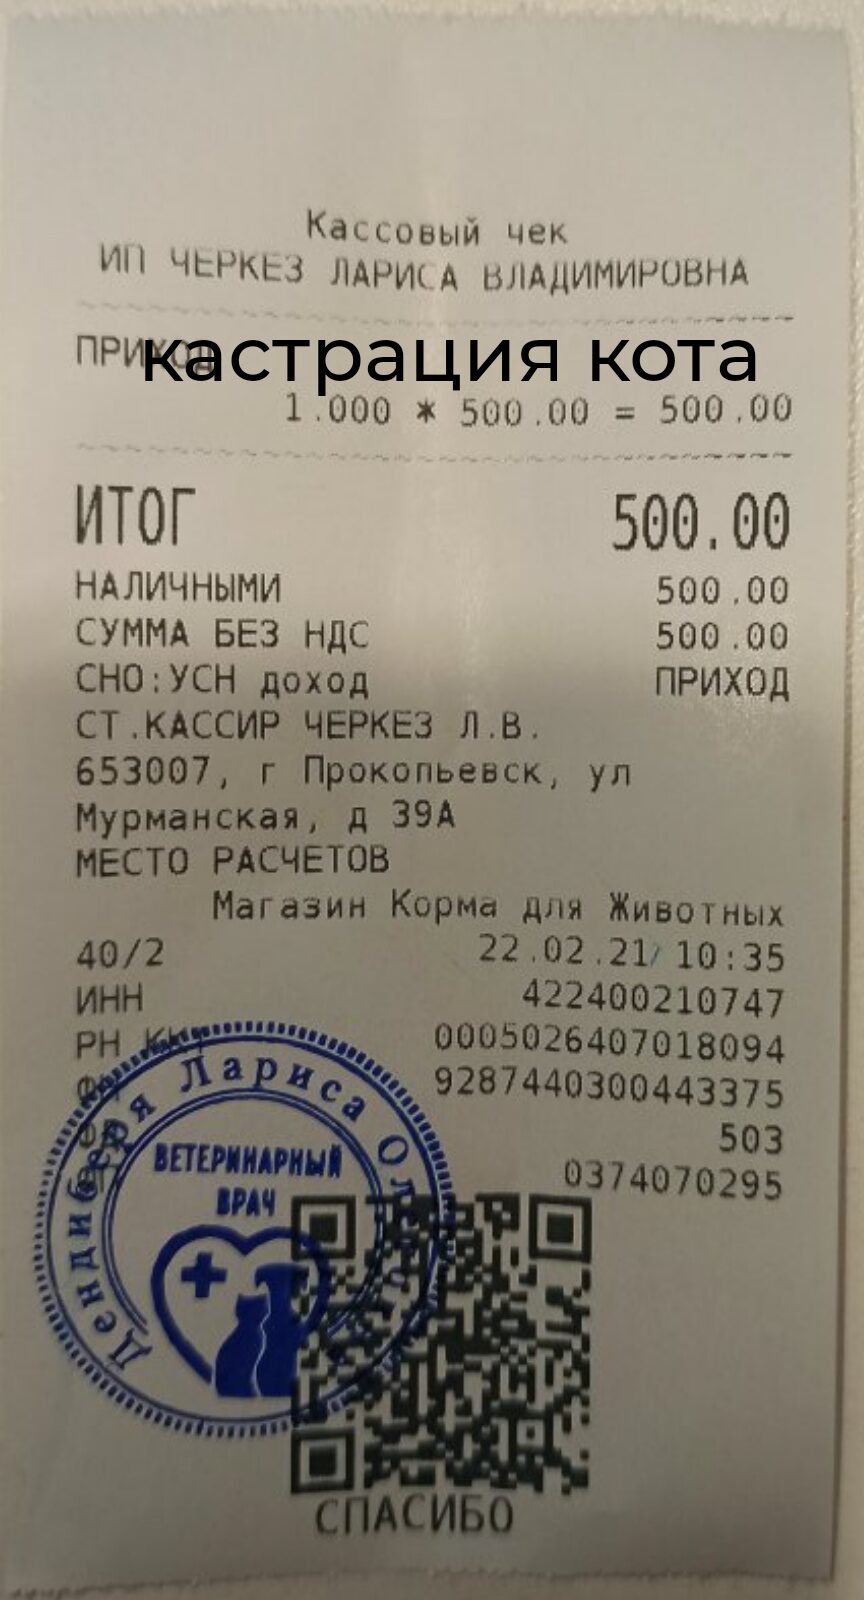 Кассовый чек
ИП ЧЕРКЕЗ ЛАРИСА ВЛАДИМИРОВНА
ПРИХОД
кастрация кота
1.000 * 500.00 = 500.00
ИТОГ 500.00
НАЛИЧНЫМИ 500.00
СУММА БЕЗ НДС 500.00
СНО:УСН доход ПРИХОД
СТ.КАССИР ЧЕРКЕЗ Л.В.
653007, г Прокопьевск, ул
Мурманская, д 39А
МЕСТО РАСЧЕТОВ
Магазин Корма для Животных
40/2 22.02.21 10:35
ИНН 422400210747
РН 0005026407018094
9287440300443375
503
0374070295
Дендиберя Лариса
ВЕТЕРИНАРНЫЙ
ВРАЧ
СПАСИБО